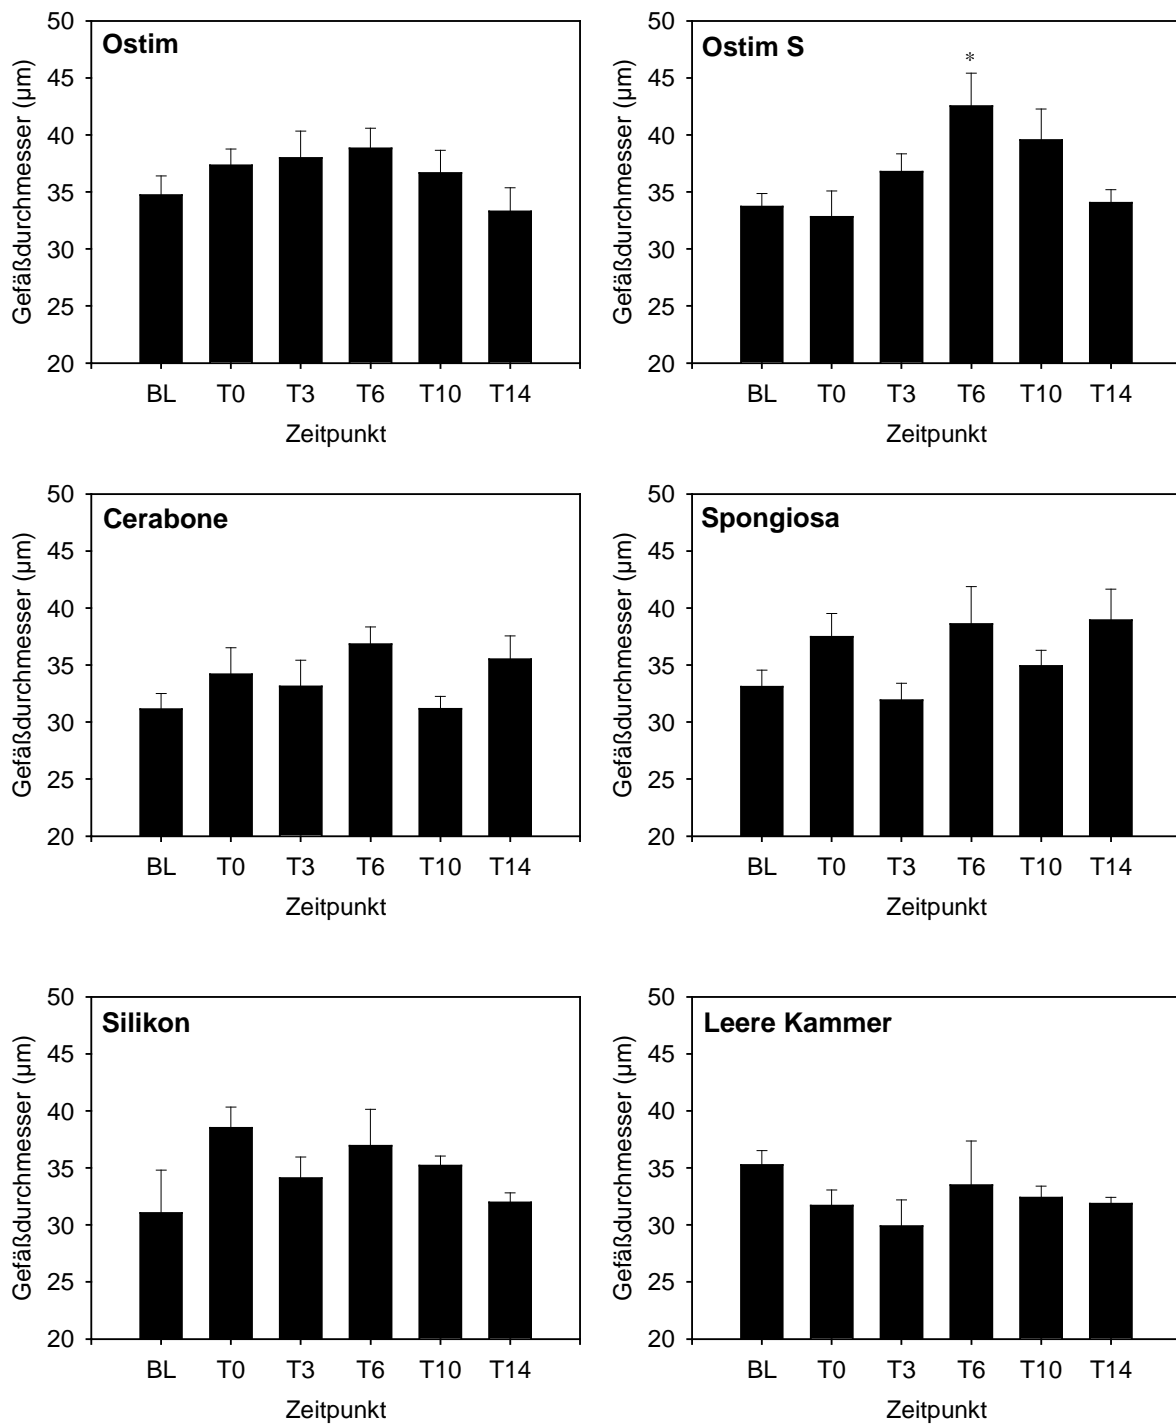 Ostim
Gefäßdurchmesser (µm)
50
45
40
35
30
25
20
BL T0 T3 T6 T10 T14
Zeitpunkt
Ostim S
*
Gefäßdurchmesser (µm)
50
45
40
35
30
25
20
BL T0 T3 T6 T10 T14
Zeitpunkt
Cerabone
Gefäßdurchmesser (µm)
50
45
40
35
30
25
20
BL T0 T3 T6 T10 T14
Zeitpunkt
Spongiosa
Gefäßdurchmesser (µm)
50
45
40
35
30
25
20
BL T0 T3 T6 T10 T14
Zeitpunkt
Silikon
Gefäßdurchmesser (µm)
50
45
40
35
30
25
20
BL T0 T3 T6 T10 T14
Zeitpunkt
Leere Kammer
Gefäßdurchmesser (µm)
50
45
40
35
30
25
20
BL T0 T3 T6 T10 T14
Zeitpunkt